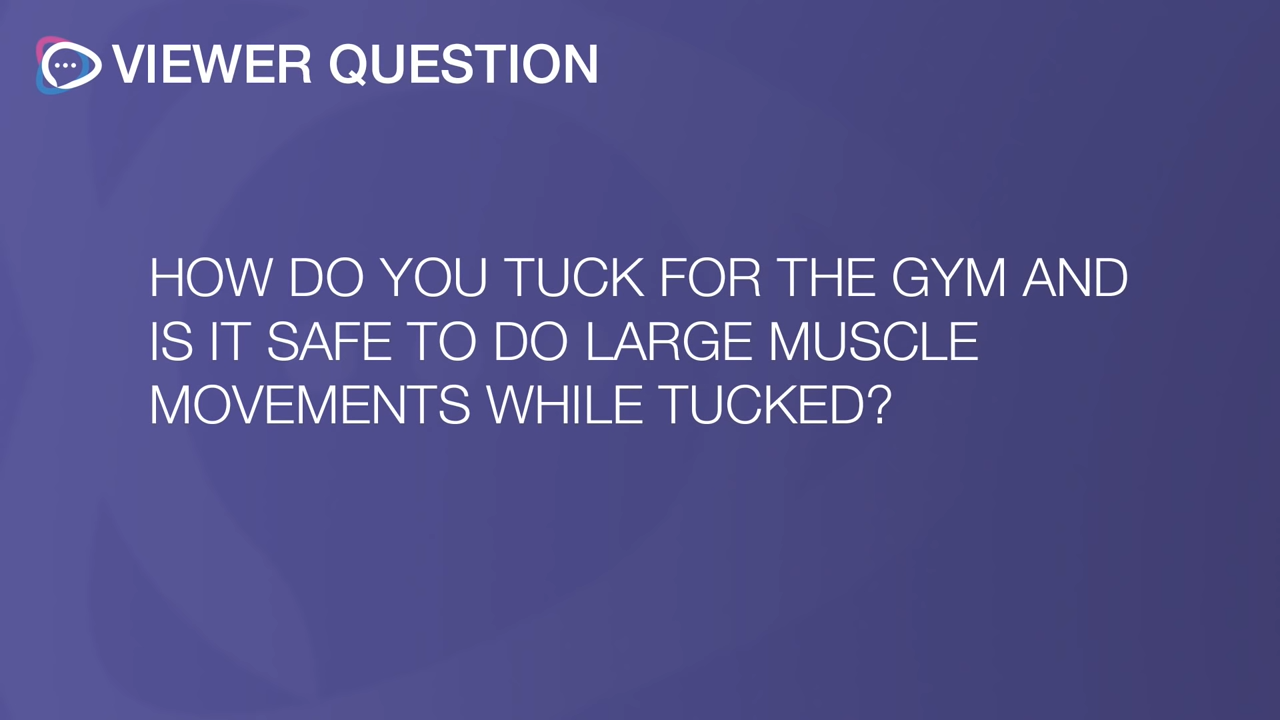 VIEWER QUESTION
HOW DO YOU TUCK FOR THE GYM AND
IS IT SAFE TO DO LARGE MUSCLE
MOVEMENTS WHILE TUCKED?